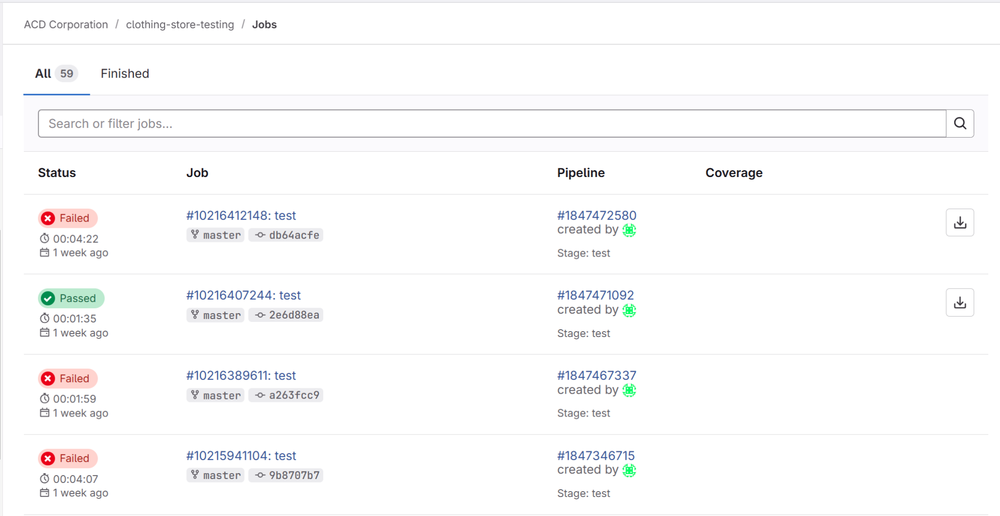 ACD Corporation / clothing-store-testing / Jobs
All 59 Finished
Search or filter jobs...
Status Job Pipeline Coverage
Failed #10216412148: test #1847472580
master db64acfe created by
00:04:22
1 week ago Stage: test
Passed #10216407244: test #1847471092
master 2e6d88ea created by
00:01:35
1 week ago Stage: test
Failed #10216389611: test #1847467337
master a263fcc9 created by
00:01:59
1 week ago Stage: test
Failed #10215941104: test #1847346715
master 9b8707b7 created by
00:04:07
1 week ago Stage: test